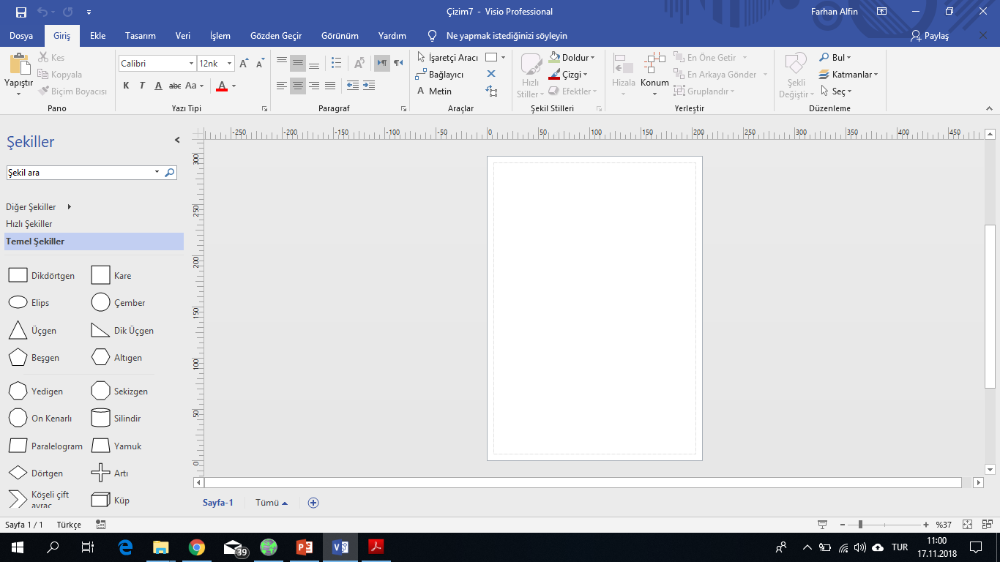 Çizim7 - Visio Professional
Farhan Alfin
Dosya Giriş Ekle Tasarım Veri İşlem Gözden Geçir Görünüm Yardım Ne yapmak istediğinizi söyleyin Paylaş
Yapıştır
Kes
Kopyala
Biçim Boyacısı
Pano
Calibri 12nk A A
K T A abc Aa A
Yazı Tipi
A
Paragraf
İşaretçi Aracı
Bağlayıcı
A Metin
Araçlar
Hızlı
Stiller
Doldur
Çizgi
Efektler
Şekil Stilleri
Hizala
Konum
En Öne Getir
En Arkaya Gönder
Gruplandır
Yerleştir
Şekli
Değiştir
Bul
Katmanlar
Seç
Düzenleme
Şekiller
Şekil ara
Diğer Şekiller
Hızlı Şekiller
Temel Şekiller
Dikdörtgen Kare
Elips Çember
Üçgen Dik Üçgen
Beşgen Altıgen
Yedigen Sekizgen
On Kenarlı Silindir
Paralelogram Yamuk
Dörtgen Artı
Köşeli çift
ayraç
Küp
-250 -200 -150 -100 -50 0 50 100 150 200 250 300 350 400 450
300
250
200
150
100
50
0
Sayfa-1 Tümü
Sayfa 1 / 1 Türkçe
%37
39
TUR
11:00
17.11.2018